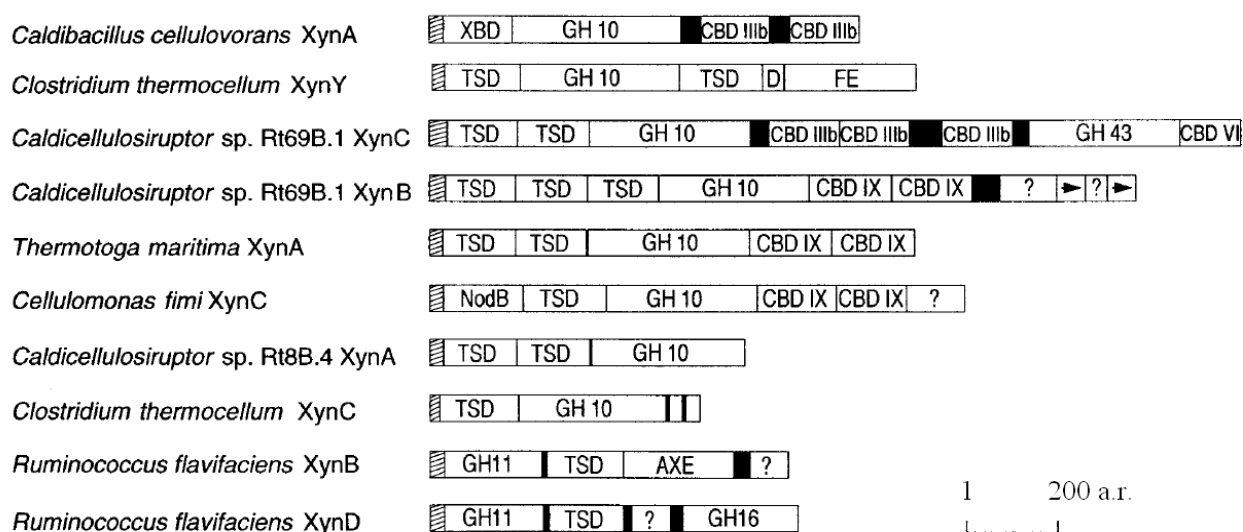 Caldibacillus cellulovorans XynA XBD GH 10 CBD IIIb CBD IIIb
Clostridium thermocellum XynY TSD GH 10 TSD D FE
Caldicellulosiruptor sp. Rt69B.1 XynC TSD TSD GH 10 CBD IIIb CBD IIIb CBD IIIb GH 43 CBD VI
Caldicellulosiruptor sp. Rt69B.1 XynB TSD TSD TSD GH 10 CBD IX CBD IX ? ?
Thermotoga maritima XynA TSD TSD GH 10 CBD IX CBD IX
Cellulomonas fimi XynC NodB TSD GH 10 CBD IX CBD IX ?
Caldicellulosiruptor sp. Rt8B.4 XynA TSD TSD GH 10
Clostridium thermocellum XynC TSD GH 10
Ruminococcus flavifaciens XynB GH11 TSD AXE ?
1 200 a.r.
Ruminococcus flavifaciens XynD GH11 TSD ? GH16